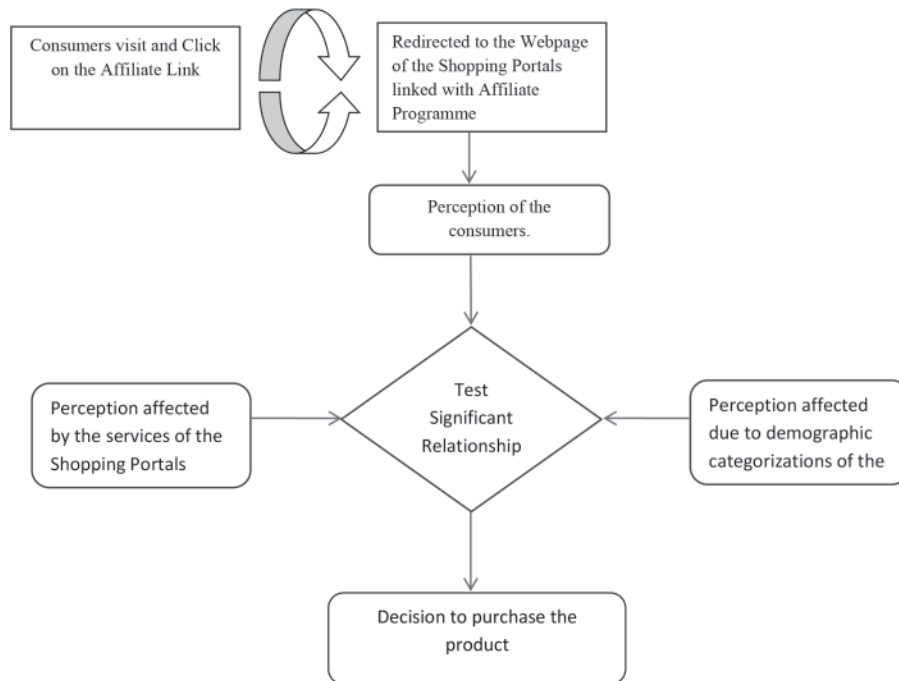 Consumers visit and Click
on the Affiliate Link
Redirected to the Webpage
of the Shopping Portals
linked with Affiliate
Programme
Perception of the
consumers.
Test
Significant
Relationship
Perception affected
by the services of the
Shopping Portals
Perception affected
due to demographic
categorizations of the
Decision to purchase the
product